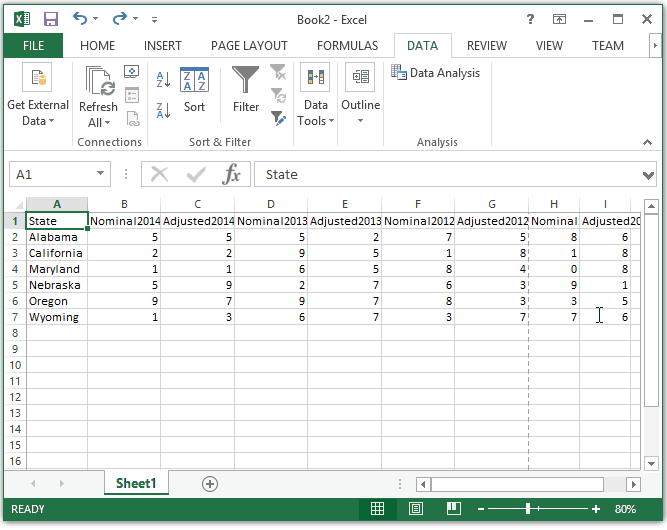 Book2 - Excel
FILE HOME INSERT PAGE LAYOUT FORMULAS DATA REVIEW VIEW TEAM
Get External Data
Refresh All
Connections
Sort
Filter
Sort & Filter
Data Tools
Outline
Data Analysis
Analysis
A1 fx State
A B C D E F G H I
1 State Nominal2014 Adjusted2014 Nominal2013 Adjusted2013 Nominal2012 Adjusted2012 Nominal Adjusted20
2 Alabama 5 5 5 2 7 5 8 6
3 California 2 2 9 5 1 8 1 8
4 Maryland 1 1 6 5 8 4 0 8
5 Nebraska 5 9 2 7 6 3 9 1
6 Oregon 9 7 9 7 8 3 3 5
7 Wyoming 1 3 6 7 3 7 7 6
8
9
10
11
12
13
14
15
16
Sheet1
READY 80%